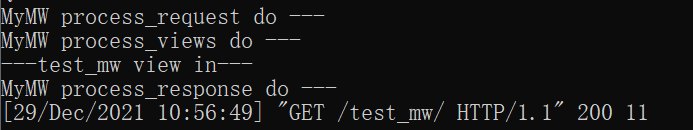 MyMW process_request do ---
MyMW process_views do ---
---test_mw view in---
MyMW process_response do ---
[29/Dec/2021 10:56:49] "GET /test_mw/ HTTP/1.1" 200 11